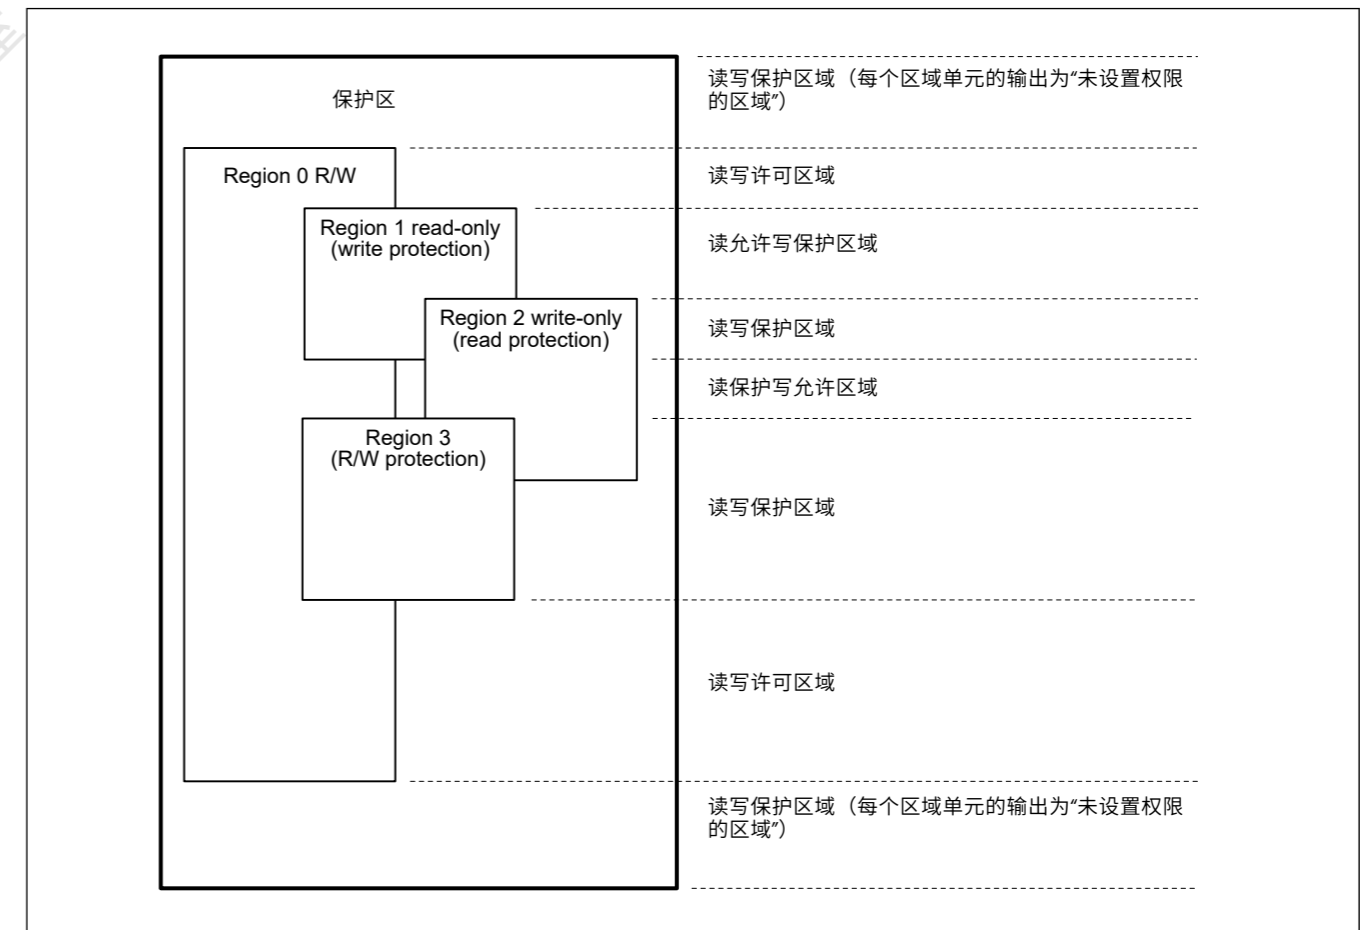 保护区
读写保护区域（每个区域单元的输出为“未设置权限
的区域”）
Region 0 R/W
读写许可区域
Region 1 read-only
(write protection)
读允许写保护区域
Region 2 write-only
(read protection)
读写保护区域
读保护写允许区域
Region 3
(R/W protection)
读写保护区域
读写许可区域
读写保护区域（每个区域单元的输出为“未设置权限
的区域”）